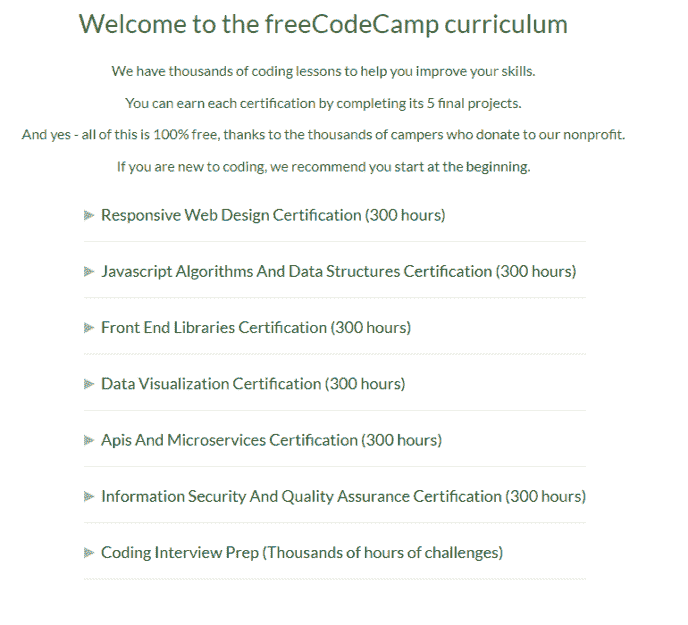 Welcome to the freeCodeCamp curriculum
We have thousands of coding lessons to help you improve your skills.
You can earn each certification by completing its 5 final projects.
And yes - all of this is 100% free, thanks to the thousands of campers who donate to our nonprofit.
If you are new to coding, we recommend you start at the beginning.
Responsive Web Design Certification (300 hours)
Javascript Algorithms And Data Structures Certification (300 hours)
Front End Libraries Certification (300 hours)
Data Visualization Certification (300 hours)
Apis And Microservices Certification (300 hours)
Information Security And Quality Assurance Certification (300 hours)
Coding Interview Prep (Thousands of hours of challenges)